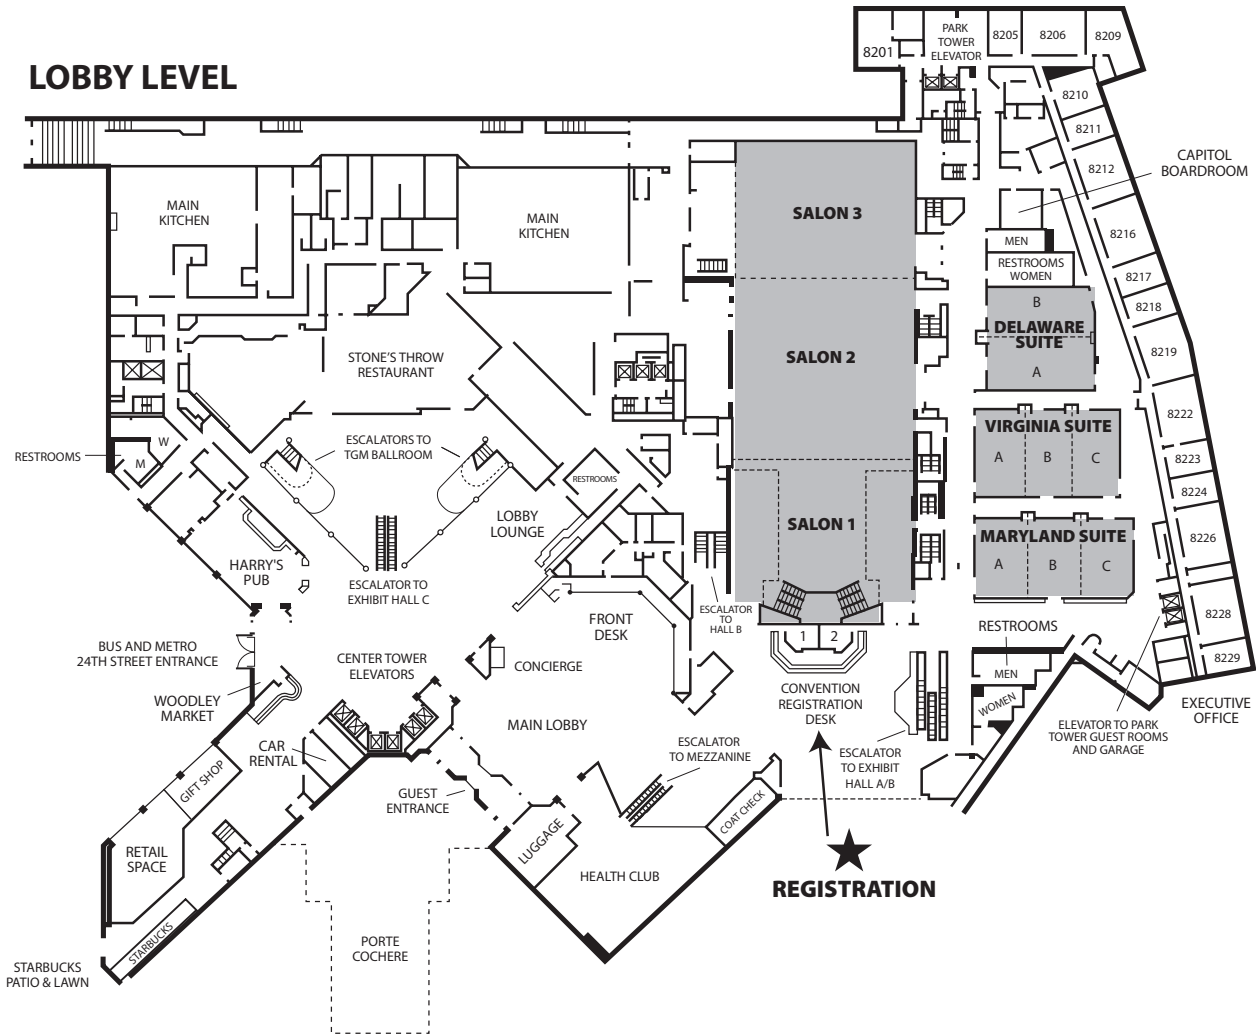 LOBBY LEVEL
8201
PARK
TOWER
ELEVATOR
8205
8206
8209
8210
8211
8212
CAPITOL
BOARDROOM
8216
8217
8218
8219
8222
8223
8224
8226
8228
8229
MAIN
KITCHEN
MAIN
KITCHEN
SALON 3
SALON 2
SALON 1
MEN
RESTROOMS
WOMEN
B
DELAWARE
SUITE
A
VIRGINIA SUITE
A
B
C
MARYLAND SUITE
A
B
C
STONE'S THROW
RESTAURANT
RESTROOMS
W
M
ESCALATORS TO
TGM BALLROOM
RESTROOMS
LOBBY
LOUNGE
HARRY'S
PUB
ESCALATOR TO
EXHIBIT HALL C
FRONT
DESK
ESCALATOR
TO
HALL B
1
2
RESTROOMS
MEN
WOMEN
BUS AND METRO
24TH STREET ENTRANCE
CENTER TOWER
ELEVATORS
CONCIERGE
WOODLEY
MARKET
MAIN LOBBY
CONVENTION
REGISTRATION
DESK
ELEVATOR TO PARK
TOWER GUEST ROOMS
AND GARAGE
EXECUTIVE
OFFICE
CAR
RENTAL
ESCALATOR
TO MEZZANINE
ESCALATOR
TO EXHIBIT
HALL A/B
GIFT SHOP
GUEST
ENTRANCE
COAT CHECK
RETAIL
SPACE
LUGGAGE
HEALTH CLUB
REGISTRATION
STARBUCKS
PORTE
COCHERE
STARBUCKS
PATIO & LAWN